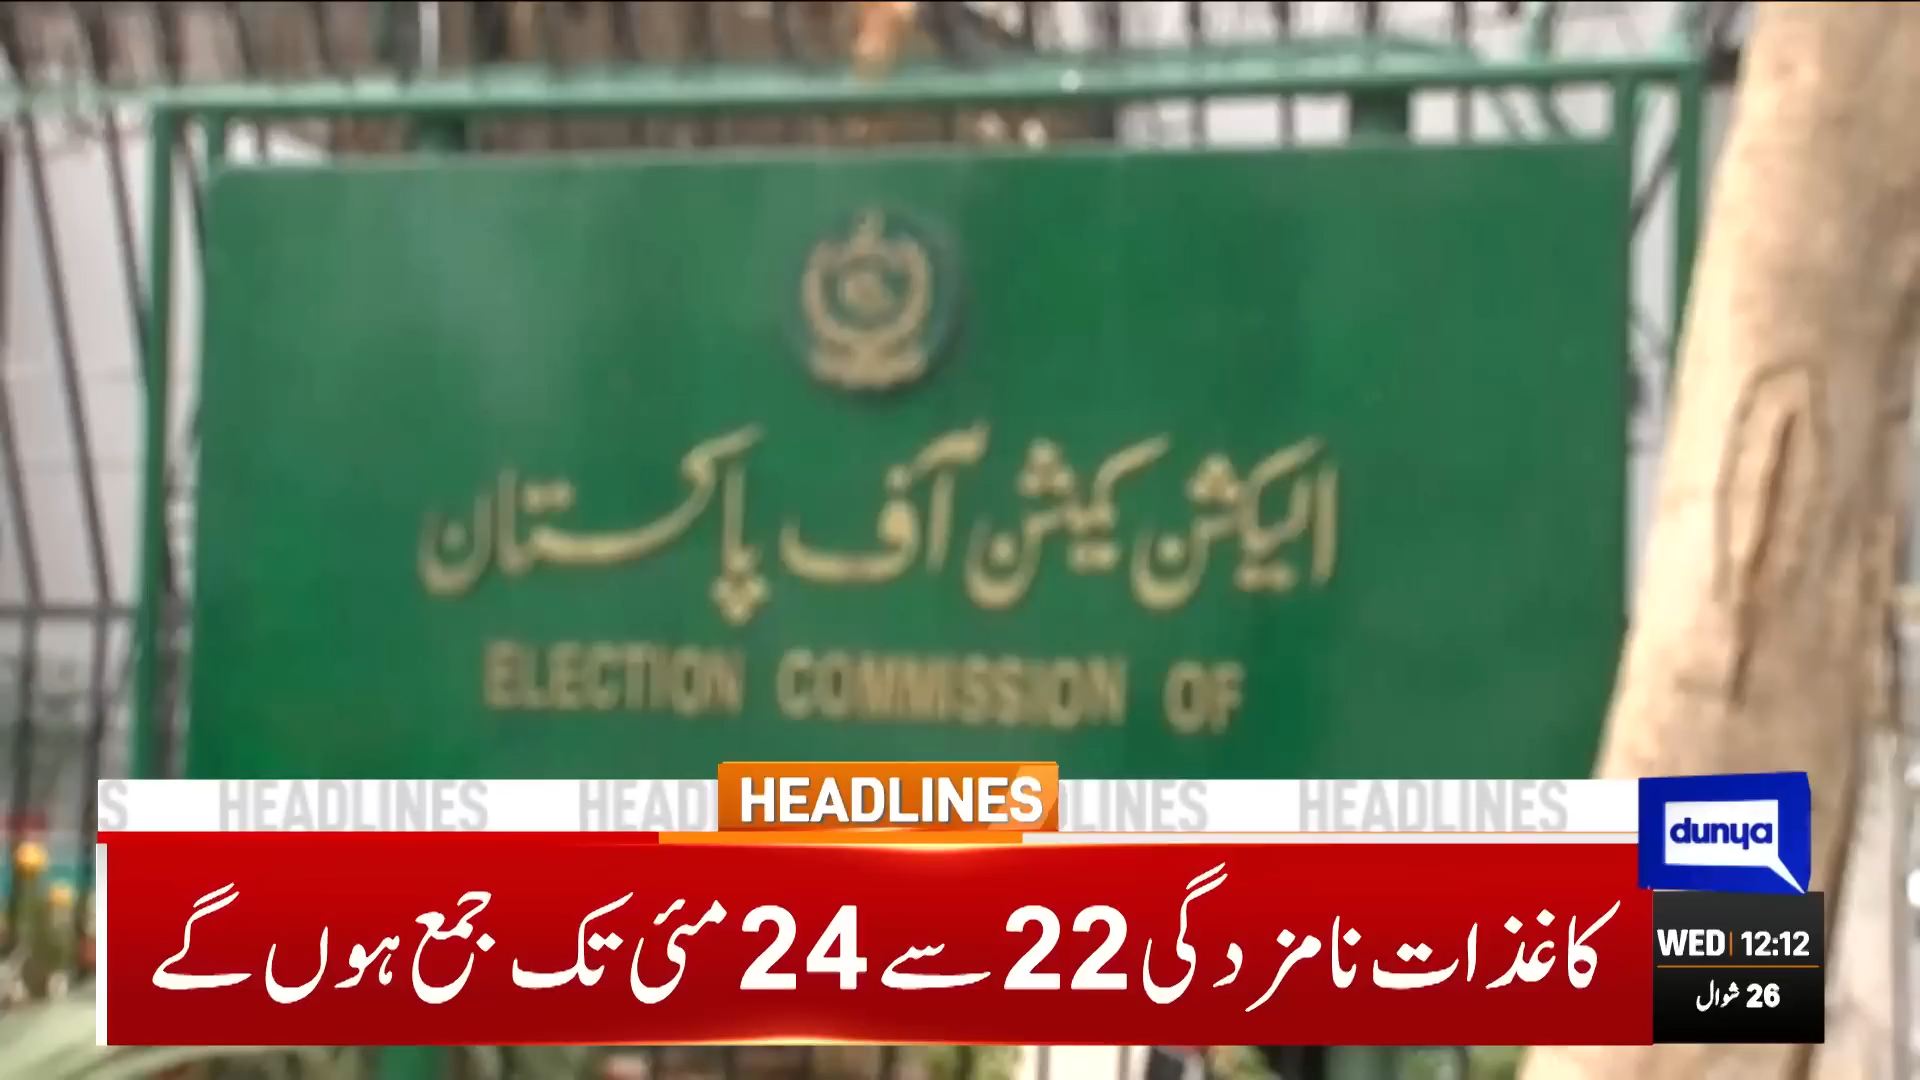 الیکشن کمیشن آف پاکستان
ELECTION COMMISSION OF
HEADLINES
HEADLINES
dunya
کاغذات نامزدگی 22 سے 24 مئی تک جمع ہوں گے
WED 12:12
26 شوال